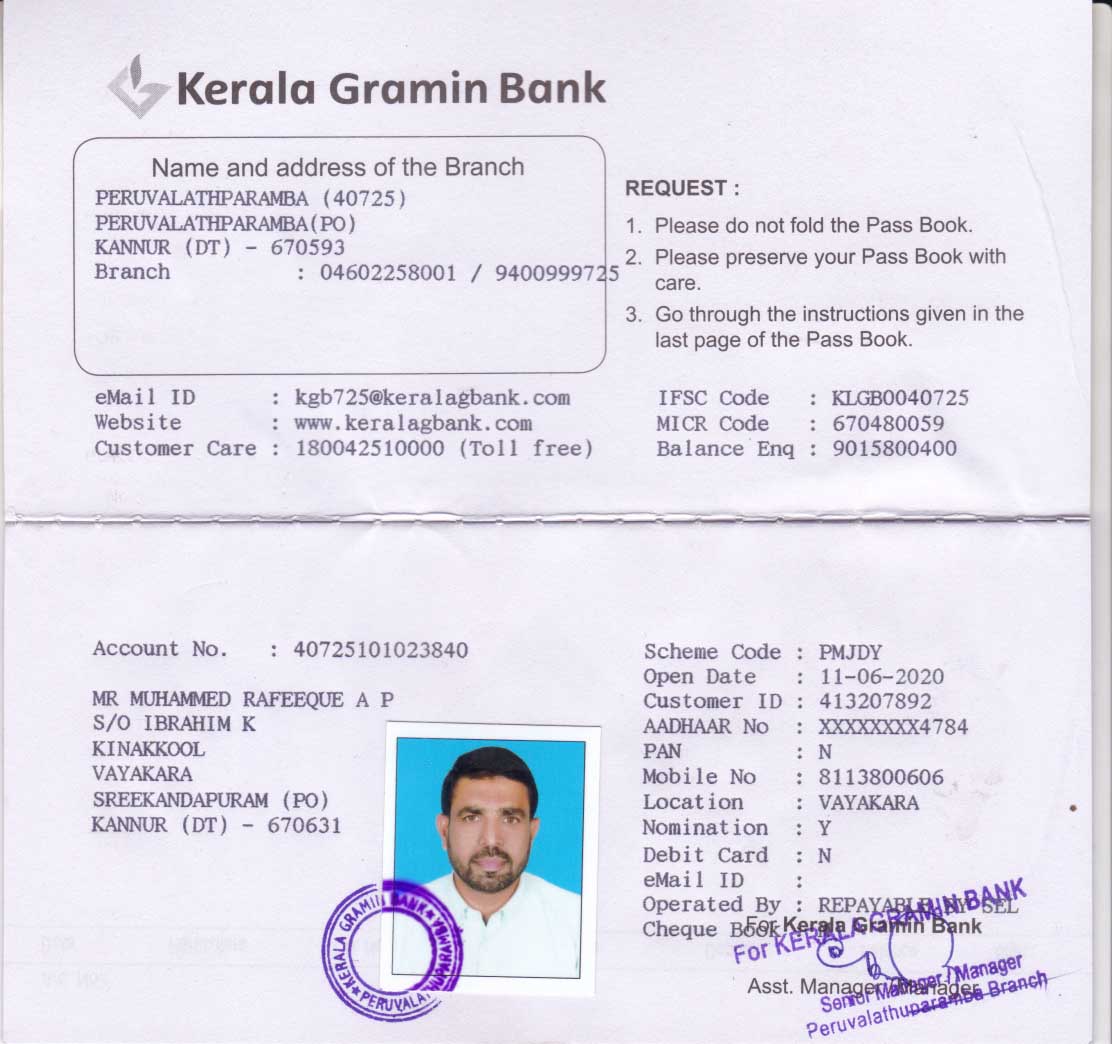 Kerala Gramin Bank
Name and address of the Branch
PERUVALATHPARAMBA (40725)
PERUVALATHPARAMBA(PO)
KANNUR (DT) - 670593
Branch : 04602258001 / 9400999725
REQUEST :
1. Please do not fold the Pass Book.
2. Please preserve your Pass Book with
care.
3. Go through the instructions given in the
last page of the Pass Book.
eMail ID : kgb725@keralagbank.com
Website : www.keralagbank.com
Customer Care : 180042510000 (Toll free)
IFSC Code : KLGB0040725
MICR Code : 670480059
Balance Enq : 9015800400
Account No. : 40725101023840
MR MUHAMMED RAFEEQUE A P
S/O IBRAHIM K
KINAKKOOL
VAYAKARA
SREEKANDAPURAM (PO)
KANNUR (DT) - 670631
KERALA GRAMIN BANK
Scheme Code : PMJDY
Open Date : 11-06-2020
Customer ID : 413207892
AADHAAR No : XXXXXXXX4784
PAN : N
Mobile No : 8113800606
Location : VAYAKARA
Nomination : Y
Debit Card : N
eMail ID :
Operated By : REPAYABLE BY SEL
Cheque Book
For Kerala Gramin Bank
For KERALA GRAMIN BANK
Asst. Manager / Manager
Senior Manager / Manager
Peruvalathuparamba Branch